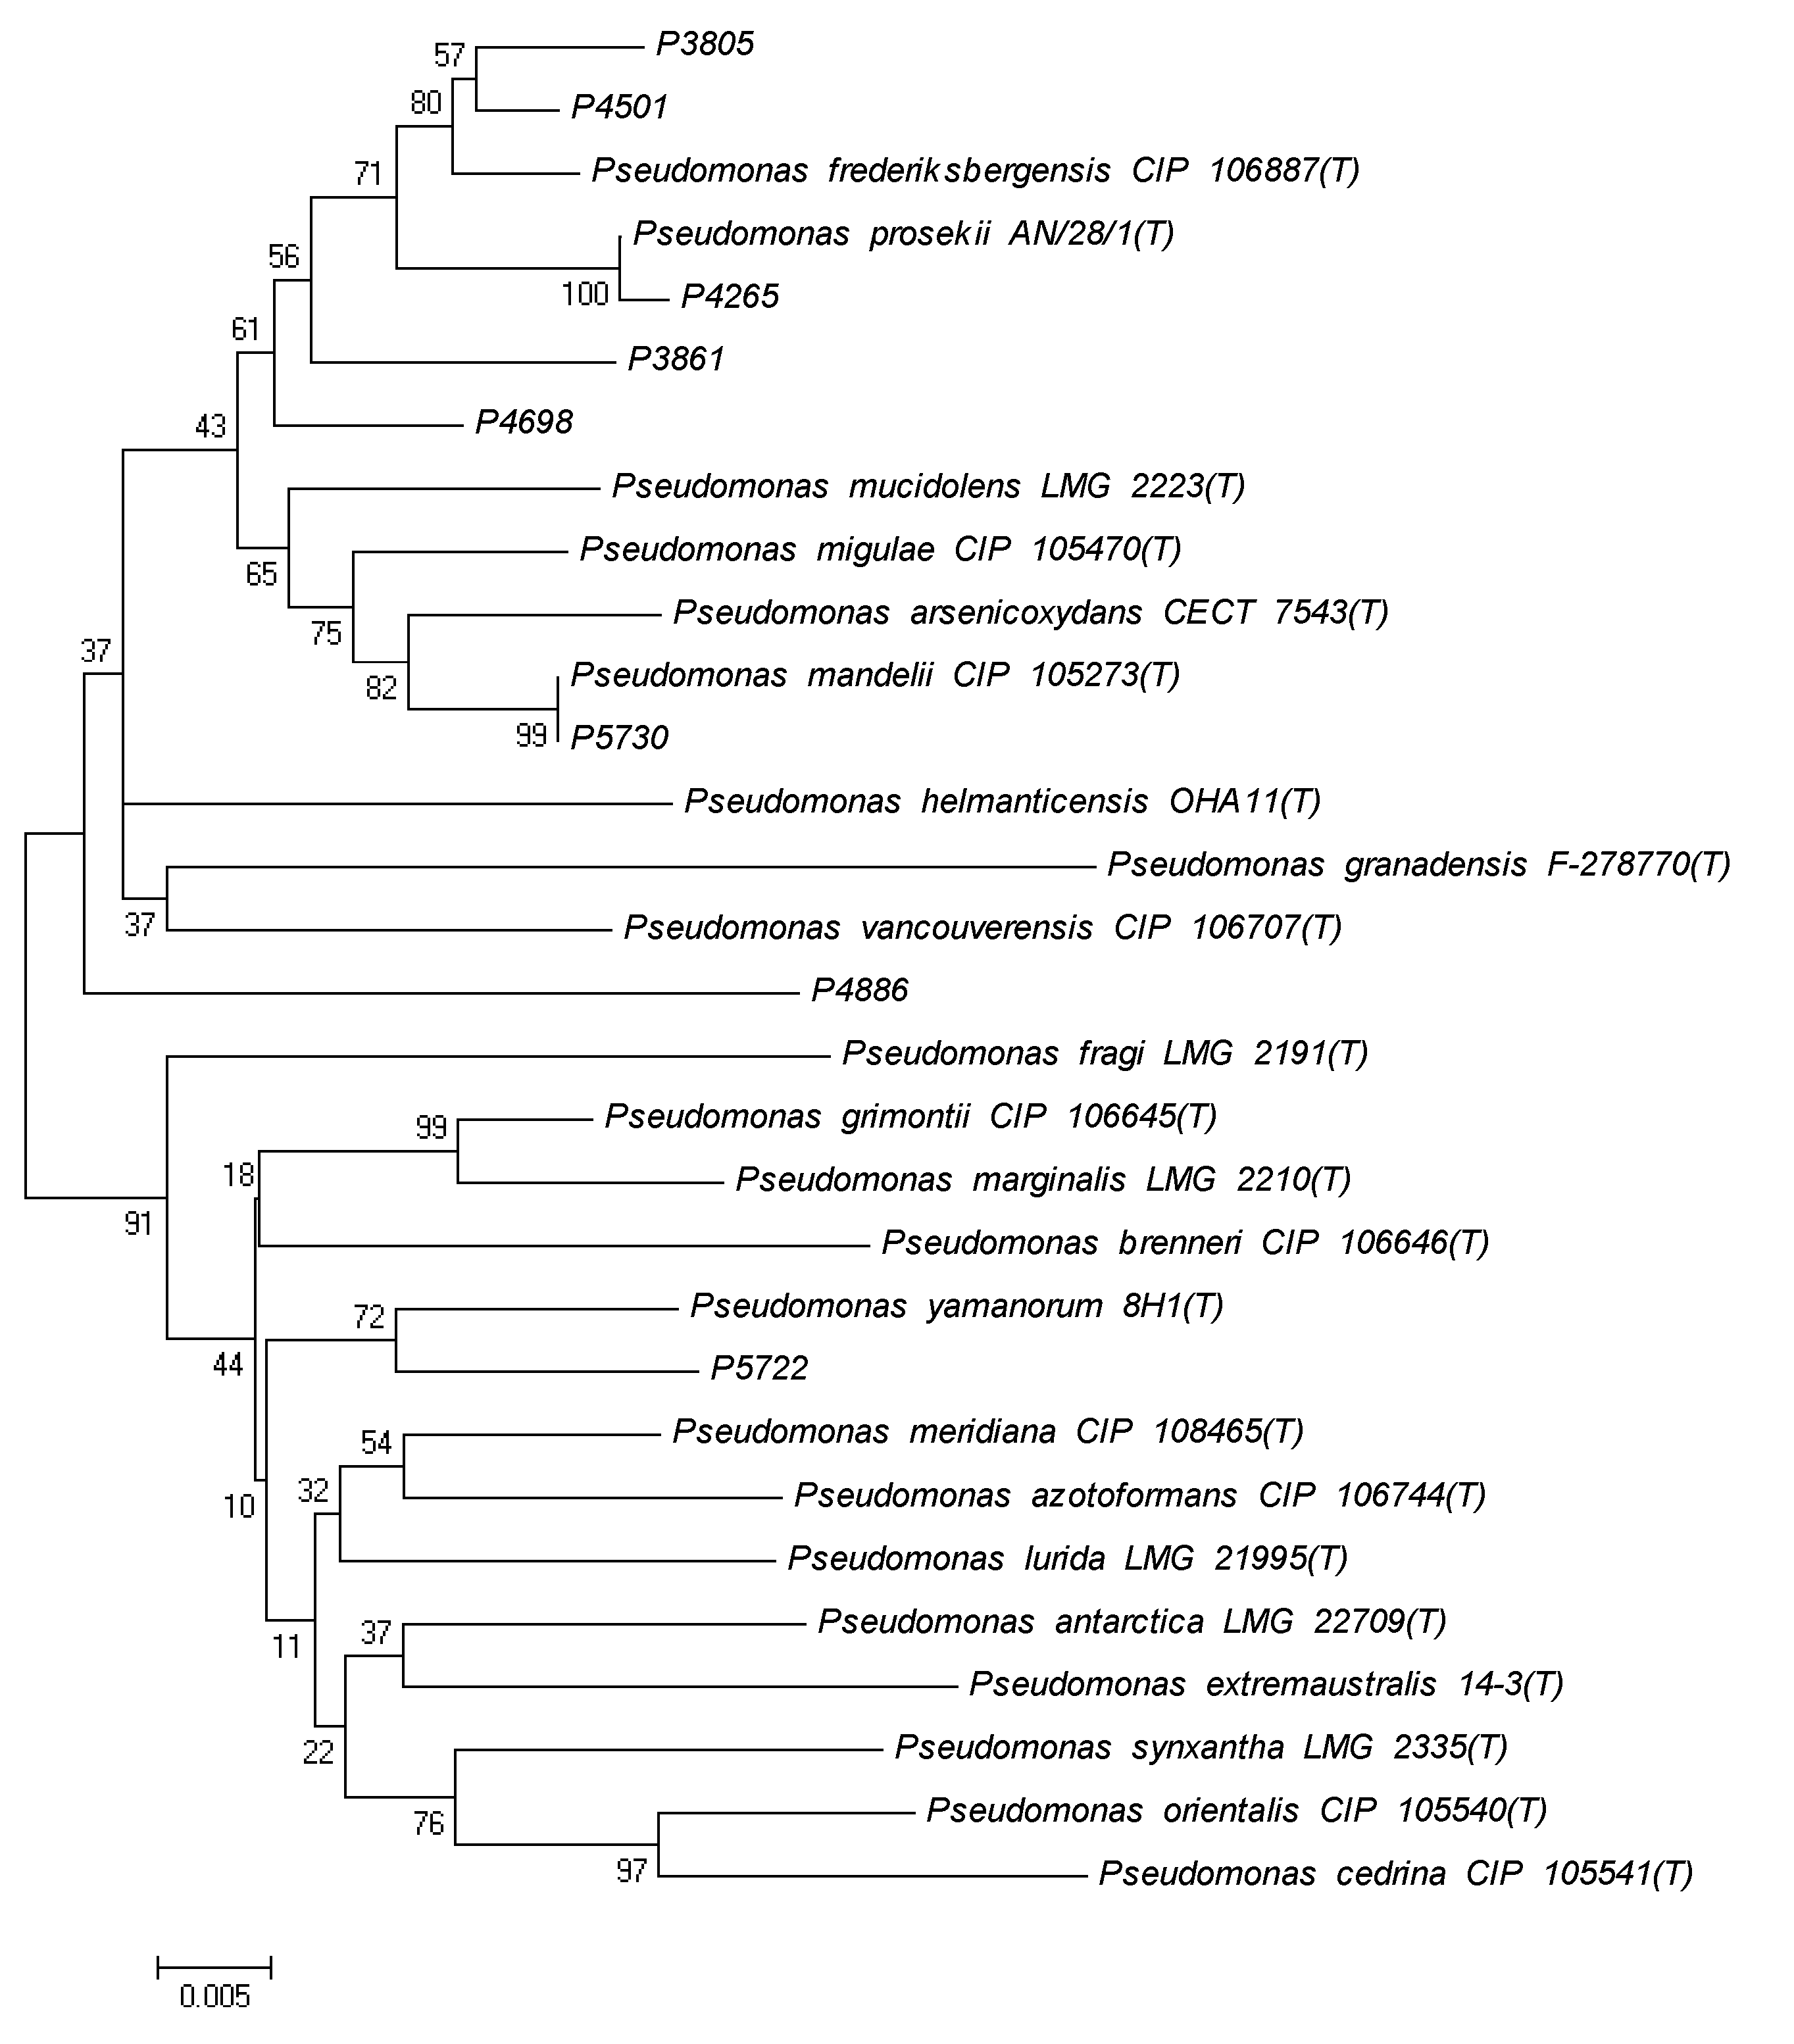 57
P3805
80
P4501
71
Pseudomonas frederiksbergensis CIP 106887(T)
Pseudomonas prosekii AN/28/1(T)
56
100
P4265
61
P3861
43
P4698
Pseudomonas mucidolens LMG 2223(T)
65
Pseudomonas migulae CIP 105470(T)
75
Pseudomonas arsenicoxydans CECT 7543(T)
37
82
Pseudomonas mandelii CIP 105273(T)
99
P5730
Pseudomonas helmanticensis OHA11(T)
Pseudomonas granadensis F-278770(T)
37
Pseudomonas vancouverensis CIP 106707(T)
P4886
Pseudomonas fragi LMG 2191(T)
99
Pseudomonas grimontii CIP 106645(T)
18
Pseudomonas marginalis LMG 2210(T)
91
Pseudomonas brenneri CIP 106646(T)
72
Pseudomonas yamanorum 8H1(T)
44
P5722
54
Pseudomonas meridiana CIP 108465(T)
32
10
Pseudomonas azotoformans CIP 106744(T)
Pseudomonas lurida LMG 21995(T)
37
11
Pseudomonas antarctica LMG 22709(T)
Pseudomonas extremaustralis 14-3(T)
22
Pseudomonas synxantha LMG 2335(T)
76
Pseudomonas orientalis CIP 105540(T)
97
Pseudomonas cedrina CIP 105541(T)
0.005